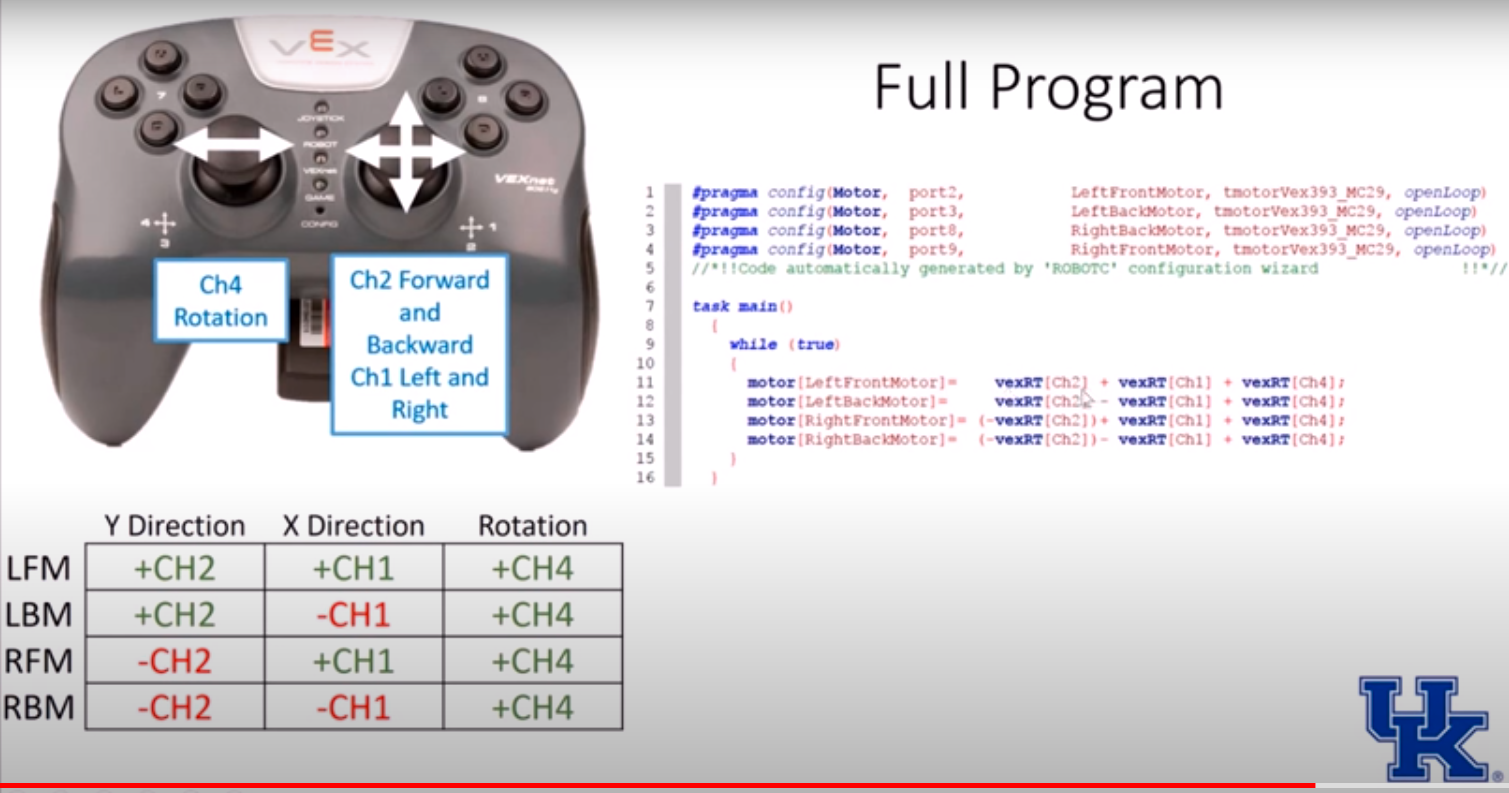 VEX
7
8
JOYSTICK
ROBOT
VEXnet
GAME
CONFIG
VEXnet
4
3
1
2
Ch4
Rotation
Ch2 Forward
and
Backward
Ch1 Left and
Right
Full Program
1 #pragma config(Motor, port2, LeftFrontMotor, tmotorVex393_MC29, openLoop)
2 #pragma config(Motor, port3, LeftBackMotor, tmotorVex393_MC29, openLoop)
3 #pragma config(Motor, port8, RightBackMotor, tmotorVex393_MC29, openLoop)
4 #pragma config(Motor, port9, RightFrontMotor, tmotorVex393_MC29, openLoop)
5 //*!!Code automatically generated by 'ROBOTC' configuration wizard !!*//
6
7 task main()
8 {
9 while (true)
10 {
11 motor[LeftFrontMotor]= vexRT[Ch2] + vexRT[Ch1] + vexRT[Ch4];
12 motor[LeftBackMotor]= vexRT[Ch2] - vexRT[Ch1] + vexRT[Ch4];
13 motor[RightFrontMotor]= (-vexRT[Ch2])+ vexRT[Ch1] + vexRT[Ch4];
14 motor[RightBackMotor]= (-vexRT[Ch2])- vexRT[Ch1] + vexRT[Ch4];
15 }
16 }
Y Direction X Direction Rotation
LFM +CH2 +CH1 +CH4
LBM +CH2 -CH1 +CH4
RFM -CH2 +CH1 +CH4
RBM -CH2 -CH1 +CH4
UK